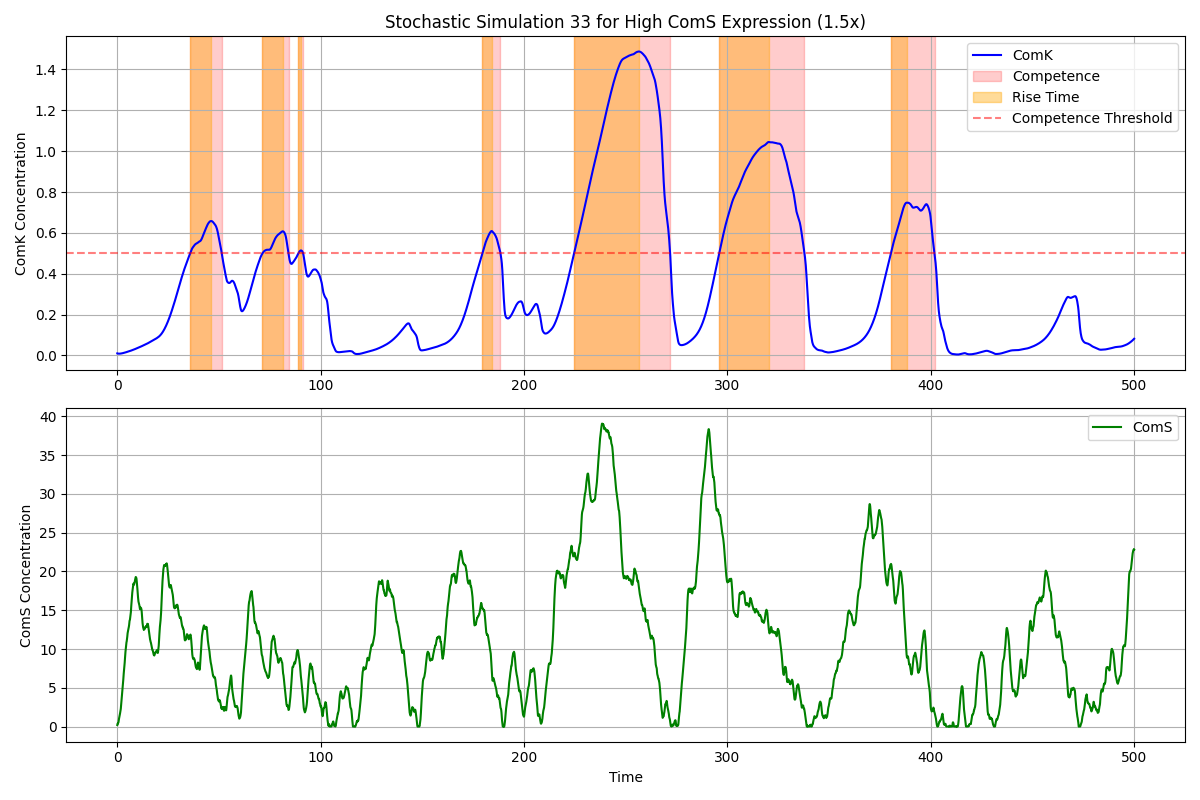 Stochastic Simulation 33 for High ComS Expression (1.5x)
ComK Concentration
1.4
1.2
1.0
0.8
0.6
0.4
0.2
0.0
ComK
Competence
Rise Time
Competence Threshold
0 100 200 300 400 500
ComS Concentration
40
35
30
25
20
15
10
5
0
ComS
0 100 200 300 400 500
Time